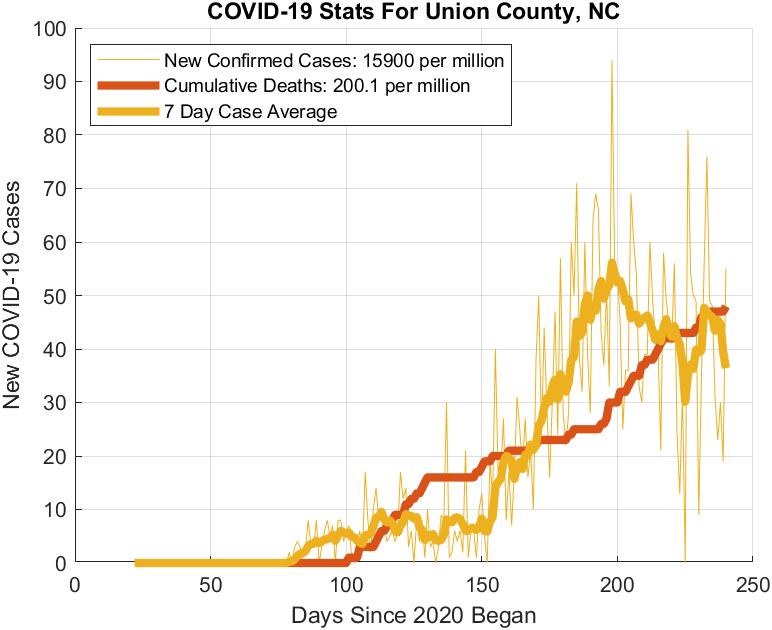 COVID-19 Stats For Union County, NC
100
90
80
70
60
50
40
30
20
10
0
New COVID-19 Cases
New Confirmed Cases: 15900 per million
Cumulative Deaths: 200.1 per million
7 Day Case Average
0 50 100 150 200 250
Days Since 2020 Began